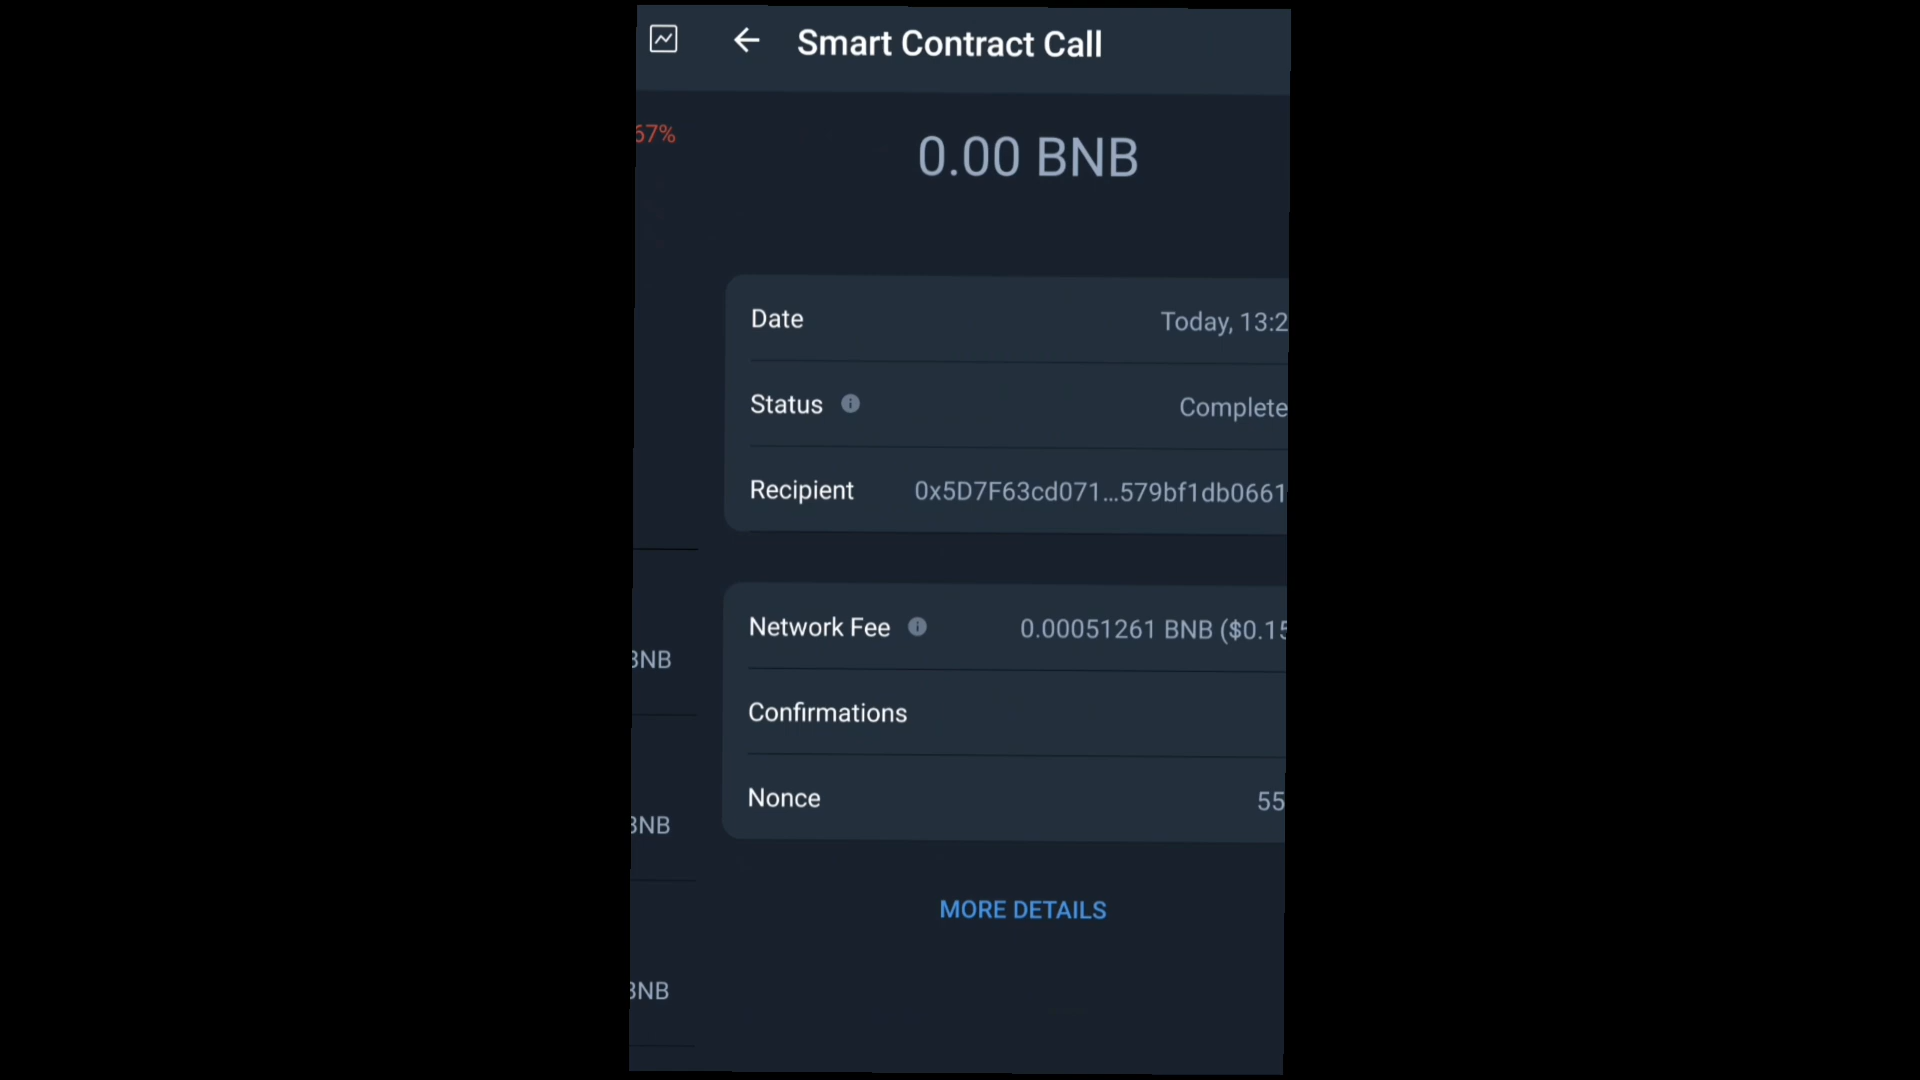 Smart Contract Call
67%
0.00 BNB
Date Today, 13:2
Status Complete
Recipient 0x5D7F63cd071...579bf1db0661
Network Fee 0.00051261 BNB ($0.15
BNB
Confirmations
Nonce 55
BNB
MORE DETAILS
BNB